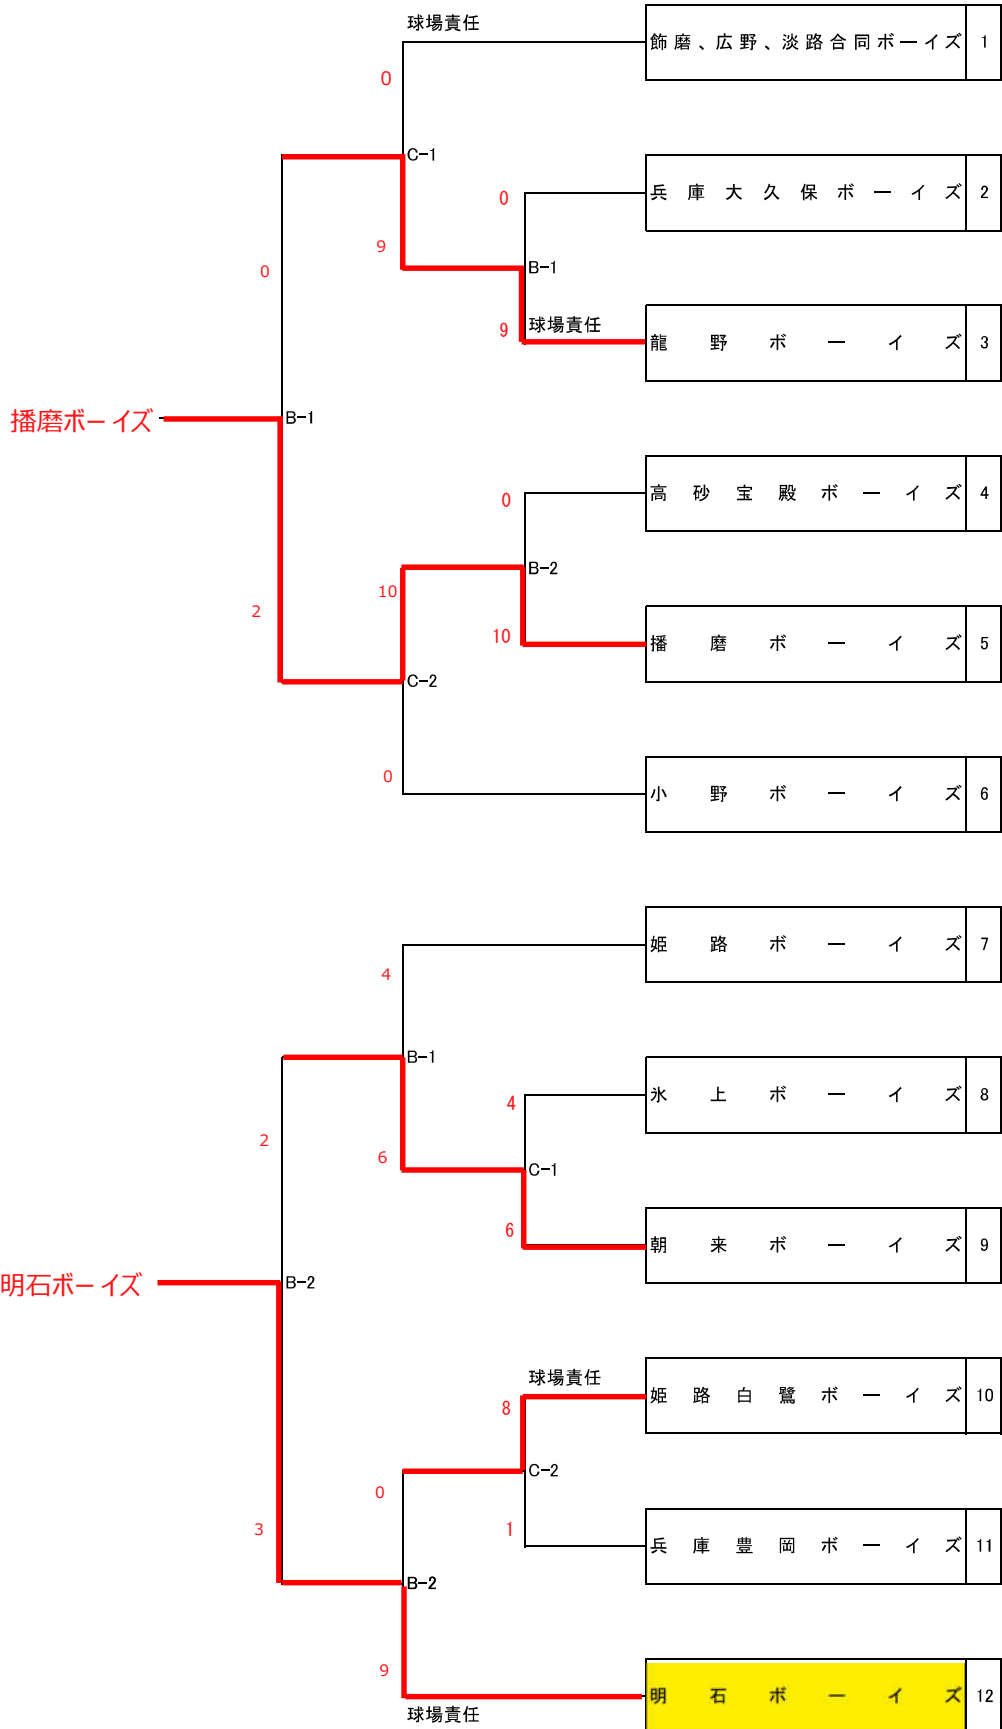 球場責任
飾磨、広野、淡路合同ボーイズ 1
0
C-1
0
兵庫大久保ボーイズ 2
9
0
B-1
9
球場責任
龍野ボーイズ 3
播磨ボーイズ
B-1
0
高砂宝殿ボーイズ 4
B-2
10
2
10
播磨ボーイズ 5
C-2
0
小野ボーイズ 6
姫路ボーイズ 7
4
B-1
4
氷上ボーイズ 8
2
6
C-1
6
朝来ボーイズ 9
明石ボーイズ
B-2
球場責任
姫路白鷺ボーイズ 10
8
C-2
0
3
1
兵庫豊岡ボーイズ 11
B-2
9
明石ボーイズ 12
球場責任